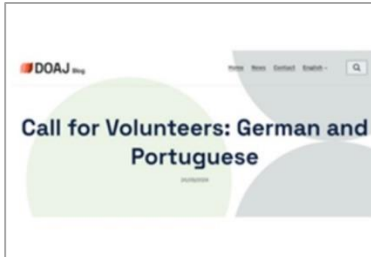 DOAJ Blog
Home News Contact English
Call for Volunteers: German and
Portuguese